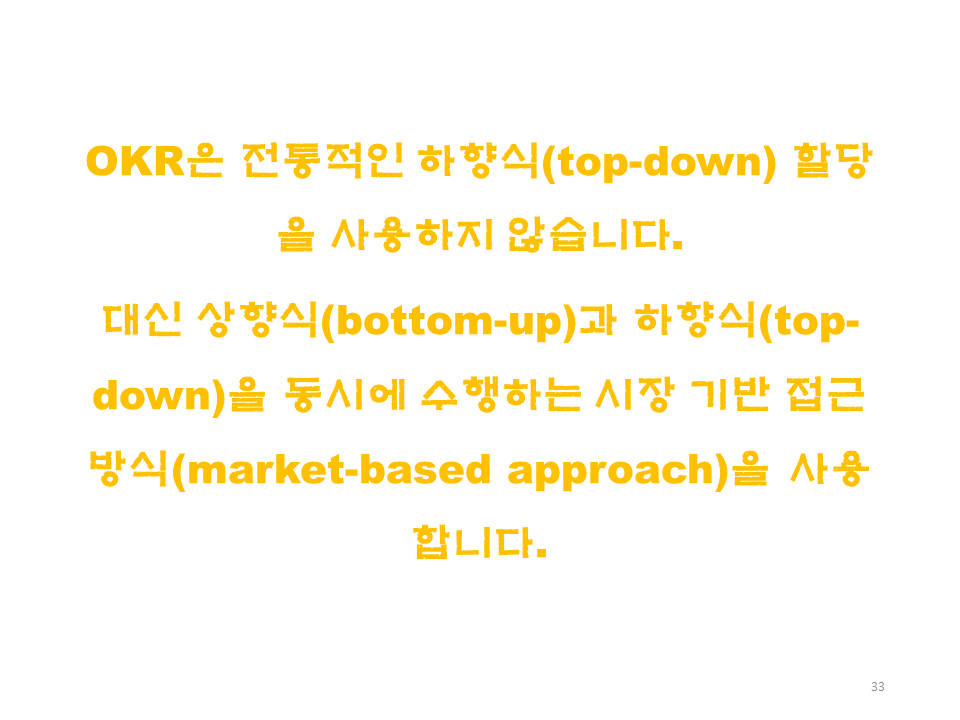 OKR은 전통적인 하향식(top-down) 할당
을 사용하지 않습니다.
대신 상향식(bottom-up)과 하향식(top-
down)을 동시에 수행하는 시장 기반 접근
방식(market-based approach)을 사용
합니다.
33